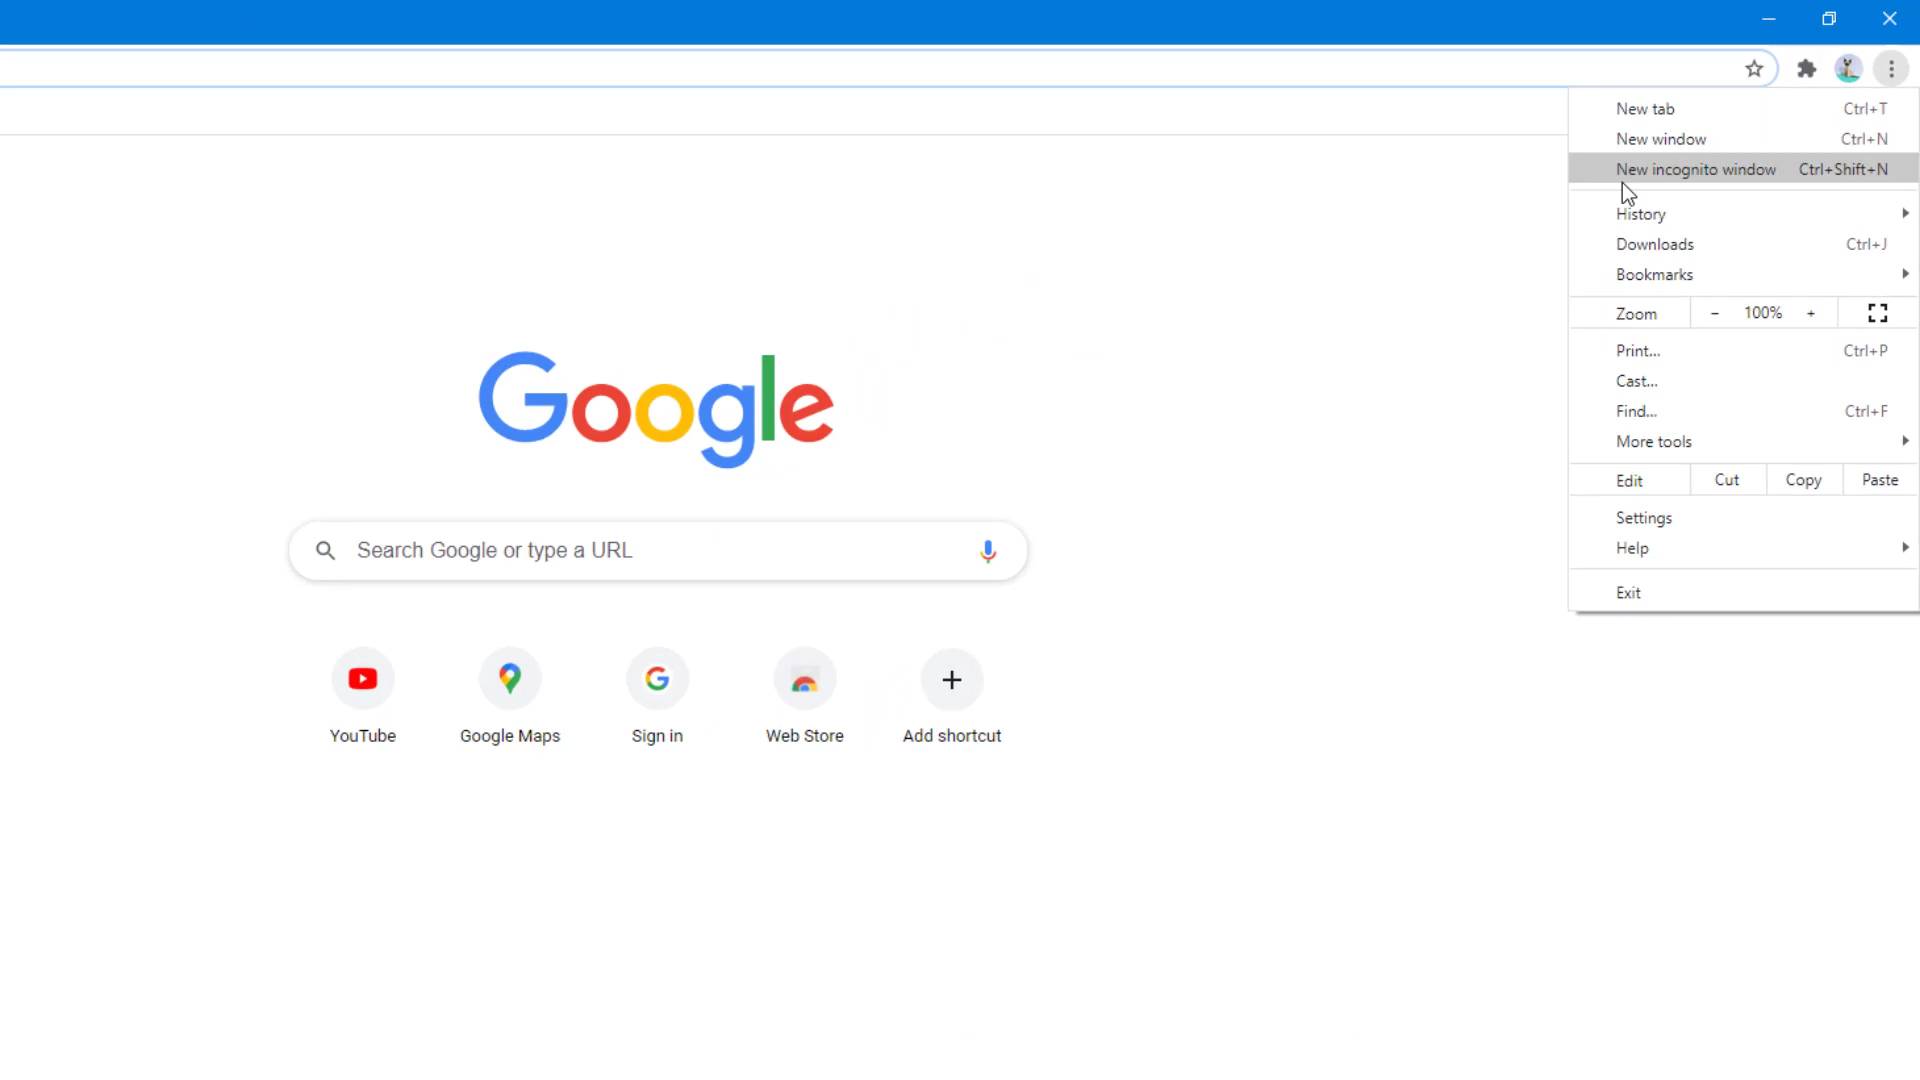 New tab Ctrl+T
New window Ctrl+N
New incognito window Ctrl+Shift+N
History
Downloads Ctrl+J
Bookmarks
Zoom - 100% +
Print... Ctrl+P
Cast...
Find... Ctrl+F
More tools
Edit Cut Copy Paste
Settings
Help
Exit
Google
Search Google or type a URL
YouTube Google Maps Sign in Web Store Add shortcut